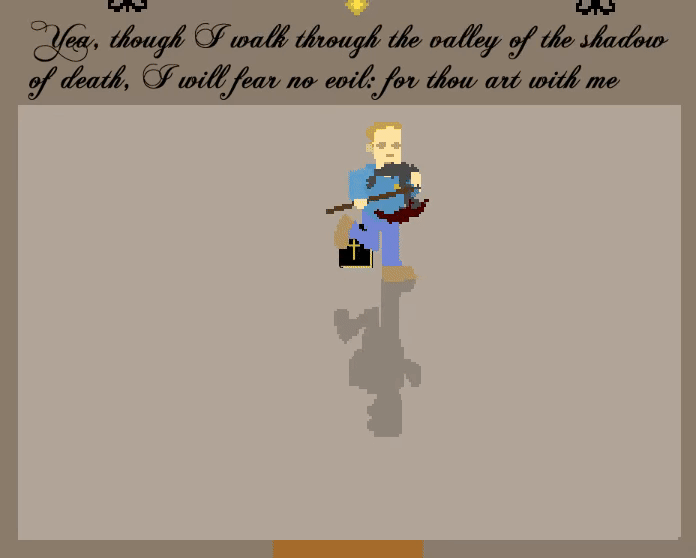 Yea, though I walk through the valley of the shadow
of death, I will fear no evil: for thou art with me